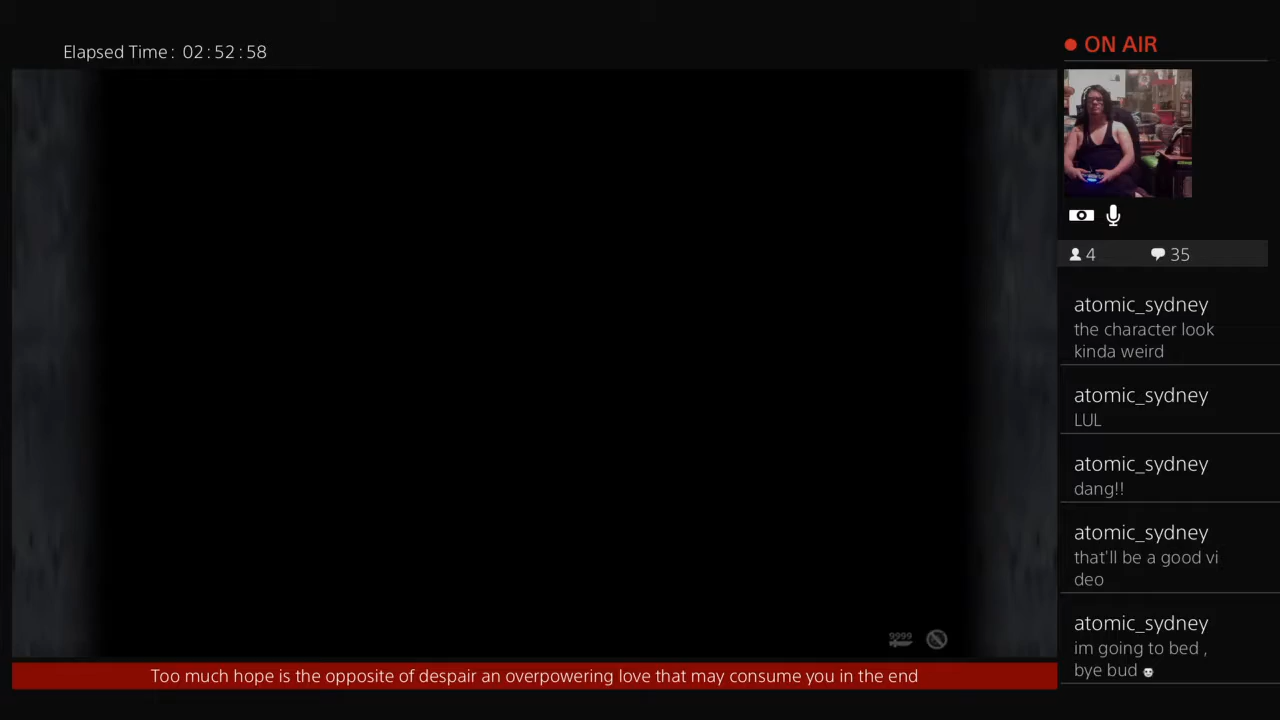 Elapsed Time: 02:52:58
ON AIR
4
35
atomic_sydney
the character look
kinda weird
atomic_sydney
LUL
atomic_sydney
dang!!
atomic_sydney
that'll be a good vi
deo
atomic_sydney
im going to bed ,
bye bud
9999
Too much hope is the opposite of despair an overpowering love that may consume you in the end